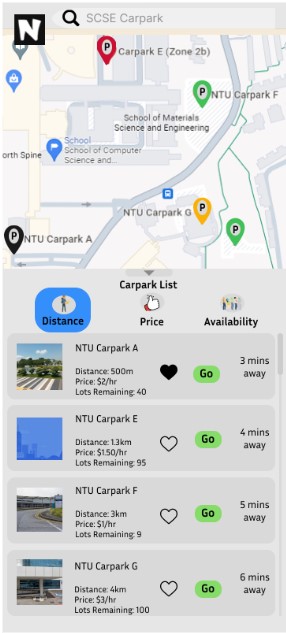 N
SCSE Carpark
P
Carpark E (Zone 2b)
P
NTU Carpark F
School of Materials
Science and Engineering
School
School of Computer
Science and...
orth Spine
NTU Carpark G
P
P
P
NTU Carpark A
Carpark List
Distance
Price
Availability
NTU Carpark A
Distance: 500m
Price: $2/hr
Lots Remaining: 40
Go
3 mins
away
NTU Carpark E
Distance: 1.3km
Price: $1.50/hr
Lots Remaining: 95
Go
4 mins
away
NTU Carpark F
Distance: 3km
Price: $1/hr
Lots Remaining: 9
Go
5 mins
away
NTU Carpark G
Distance: 4km
Price: $3/hr
Lots Remaining: 100
Go
6 mins
away